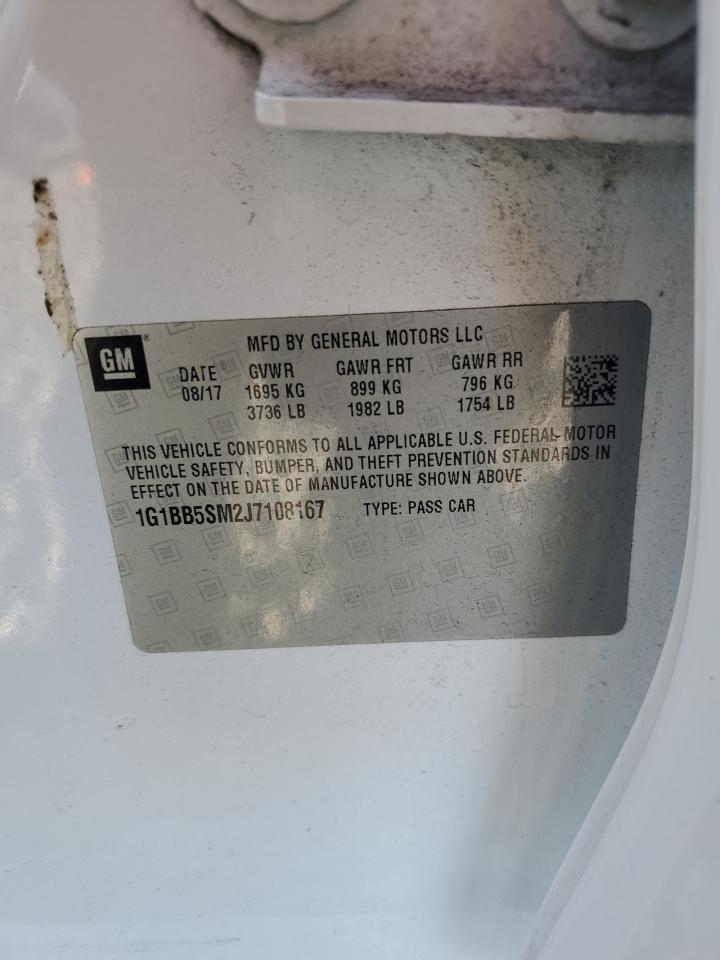 GM
MFD BY GENERAL MOTORS LLC
DATE GVWR GAWR FRT GAWR RR
08/17 1695 KG 899 KG 796 KG
3736 LB 1982 LB 1754 LB
THIS VEHICLE CONFORMS TO ALL APPLICABLE U.S. FEDERAL MOTOR
VEHICLE SAFETY, BUMPER, AND THEFT PREVENTION STANDARDS IN
EFFECT ON THE DATE OF MANUFACTURE SHOWN ABOVE.
1G1BB5SM2J7108167 TYPE: PASS CAR